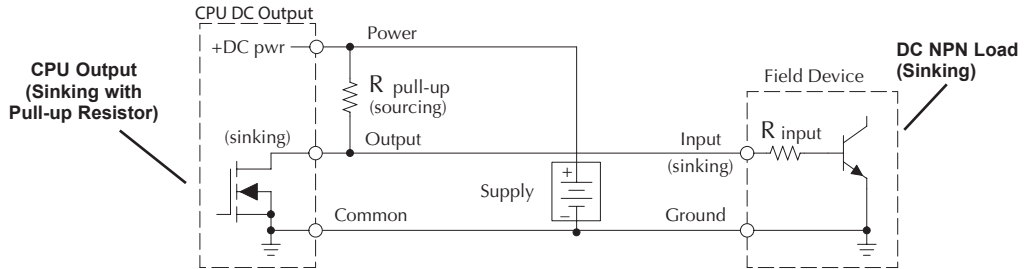 CPU DC Output
+DC pwr
Power
CPU Output
(Sinking with
Pull-up Resistor)
R pull-up
(sourcing)
(sinking)
Output
Common
Supply
+
–
Input
(sinking)
Ground
Field Device
R input
DC NPN Load
(Sinking)